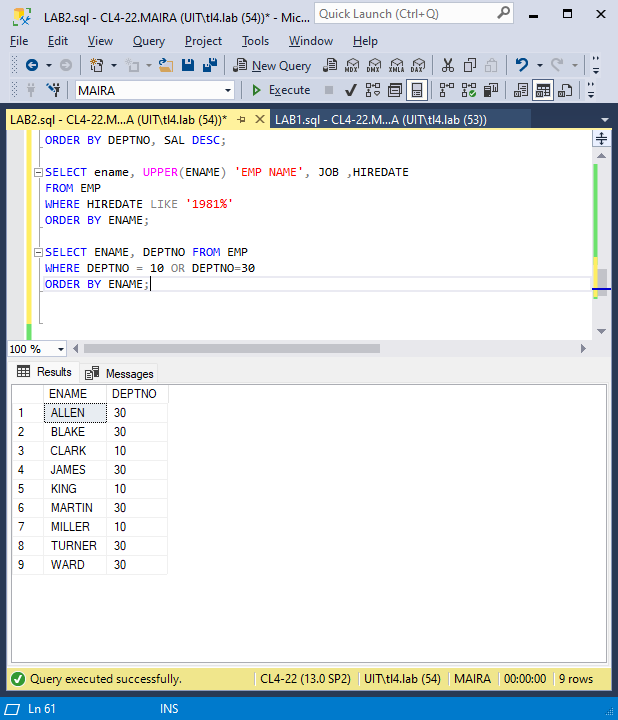 LAB2.sql - CL4-22.MAIRA (UIT\tl4.lab (54))* - Mic...
Quick Launch (Ctrl+Q)
File Edit View Query Project Tools Window Help
New Query MDX DMX XMLA DAX
MAIRA Execute
LAB2.sql - CL4-22.M...A (UIT\tl4.lab (54))* LAB1.sql - CL4-22.M...A (UIT\tl4.lab (53))
ORDER BY DEPTNO, SAL DESC;
SELECT ename, UPPER(ENAME) 'EMP NAME', JOB ,HIREDATE
FROM EMP
WHERE HIREDATE LIKE '1981%'
ORDER BY ENAME;
SELECT ENAME, DEPTNO FROM EMP
WHERE DEPTNO = 10 OR DEPTNO=30
ORDER BY ENAME;
100 %
Results Messages
ENAME DEPTNO
1 ALLEN 30
2 BLAKE 30
3 CLARK 10
4 JAMES 30
5 KING 10
6 MARTIN 30
7 MILLER 10
8 TURNER 30
9 WARD 30
Query executed successfully. CL4-22 (13.0 SP2) UIT\tl4.lab (54) MAIRA 00:00:00 9 rows
Ln 61 INS